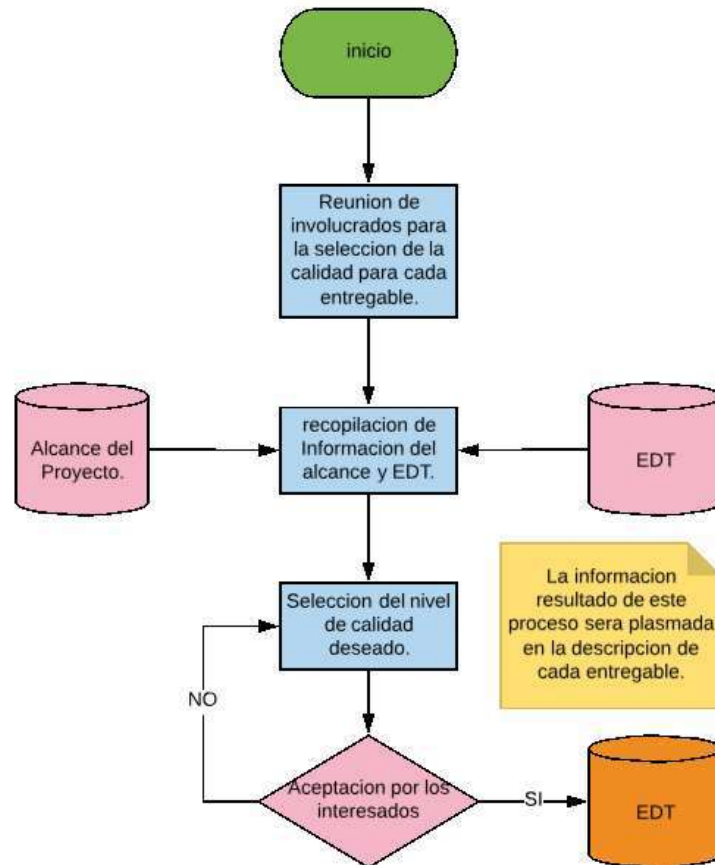 inicio
Reunion de
involucrados para
la seleccion de la
calidad para cada
entregable.
Alcance del
Proyecto.
recopilacion de
Informacion del
alcance y EDT.
EDT
Seleccion del nivel
de calidad
deseado.
La informacion
resultado de este
proceso sera plasmada
en la descripcion de
cada entregable.
NO
Aceptacion por los
interesados
SI
EDT